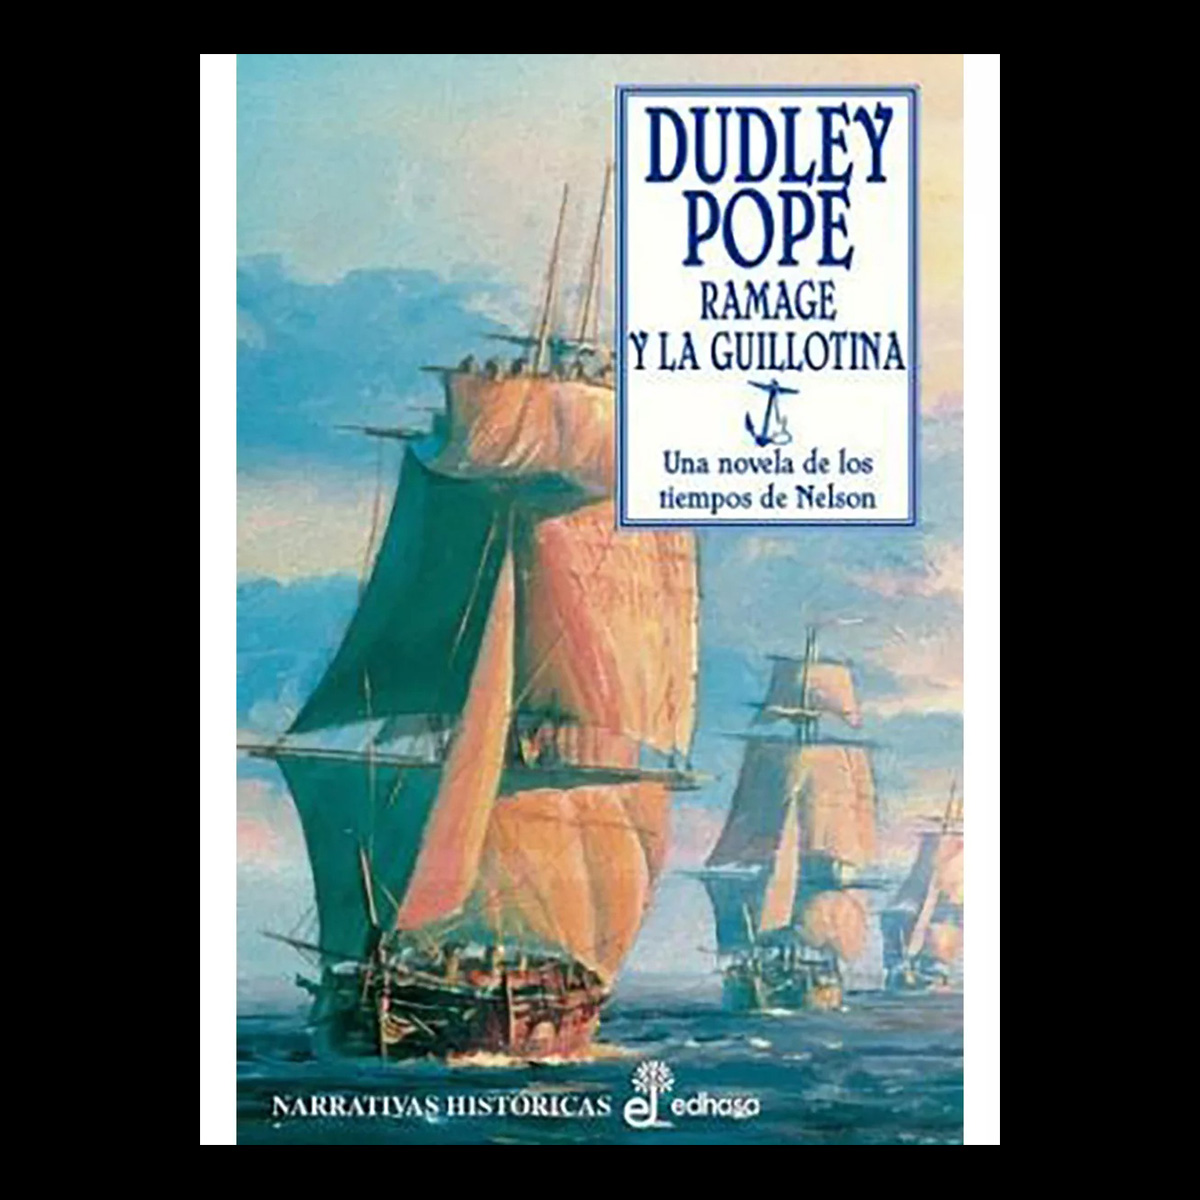 DUDLEY
POPE
RAMAGE
Y LA GUILLOTINA
Una novela de los
tiempos de Nelson
NARRATIVAS HISTÓRICAS edhasa